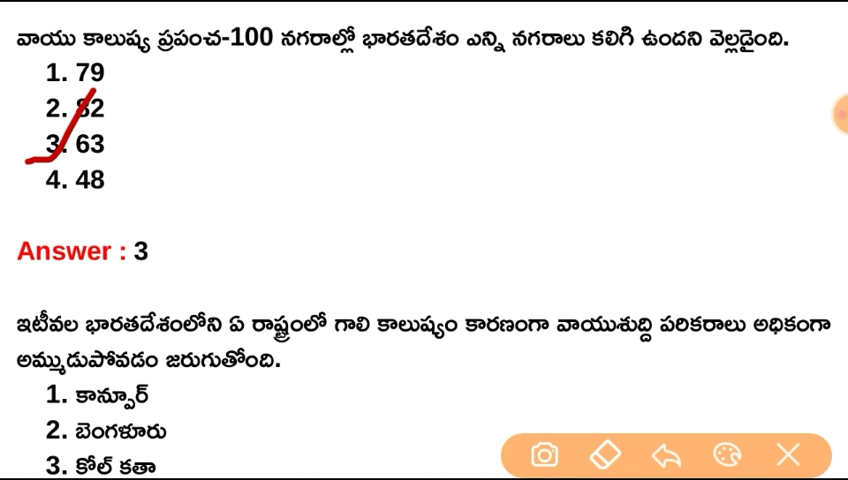 వాయు కాలుష్య ప్రపంచ-100 నగరాల్లో భారతదేశం ఎన్ని నగరాలు కలిగి ఉందని వెల్లడైంది.
1. 79
2. 82
3. 63
4. 48
Answer : 3
ఇటీవల భారతదేశంలోని ఏ రాష్ట్రంలో గాలి కాలుష్యం కారణంగా వాయుశుద్ది పరికరాలు అధికంగా
అమ్ముడుపోవడం జరుగుతోంది.
1. కాన్పూర్
2. బెంగళూరు
3. కోల్ కతా